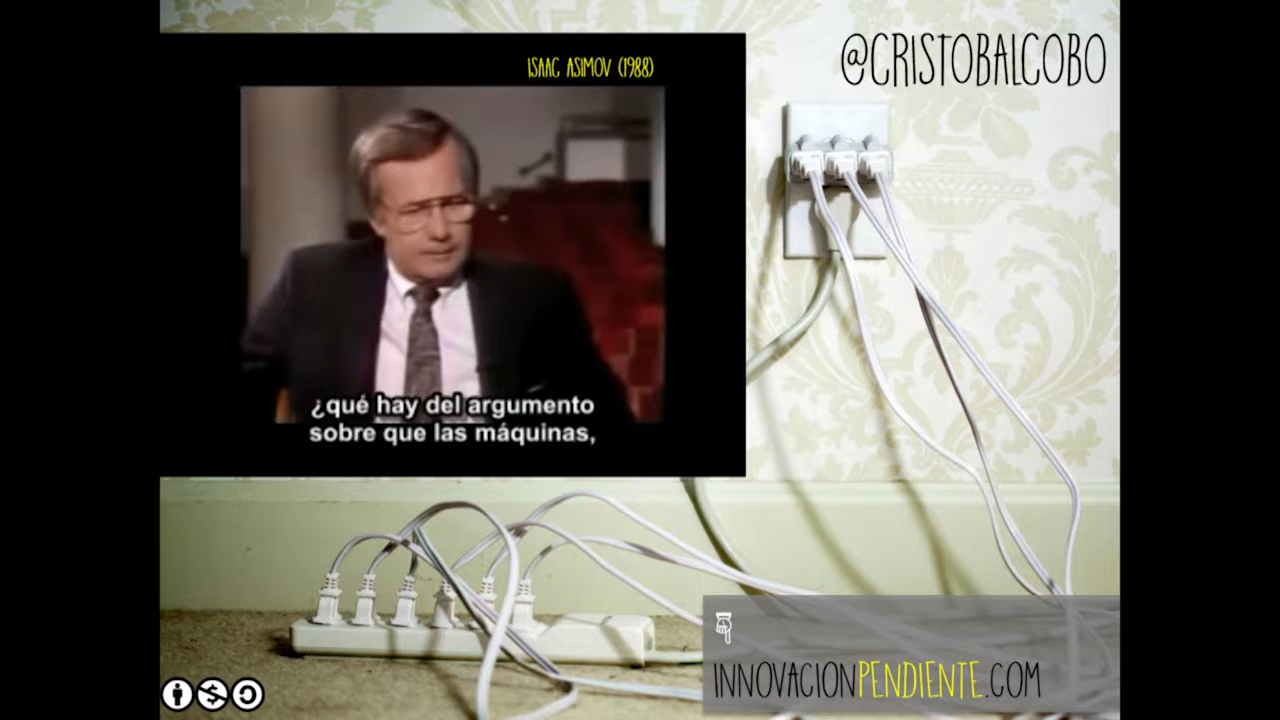 @CRISTOBALCOBO
ISAAC ASIMOV (1988)
¿qué hay del argumento
sobre que las máquinas,
INNOVACIONPENDIENTE.COM